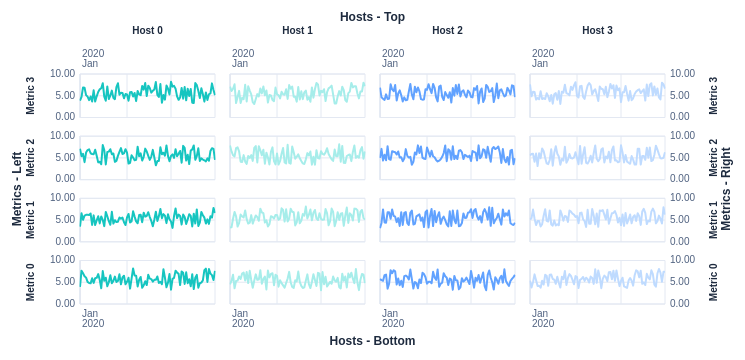 Hosts - Top
Host 0 Host 1 Host 2 Host 3
2020 2020 2020 2020
Jan Jan Jan Jan
Metrics - Left
Metric 3 10.00 5.00 0.00 10.00 5.00 0.00 Metric 3
Metric 2 10.00 5.00 0.00 10.00 5.00 0.00 Metric 2
Metric 1 10.00 5.00 0.00 10.00 5.00 0.00 Metric 1
Metric 0 10.00 5.00 0.00 10.00 5.00 0.00 Metric 0
Metrics - Right
Jan Jan Jan Jan
2020 2020 2020 2020
Hosts - Bottom